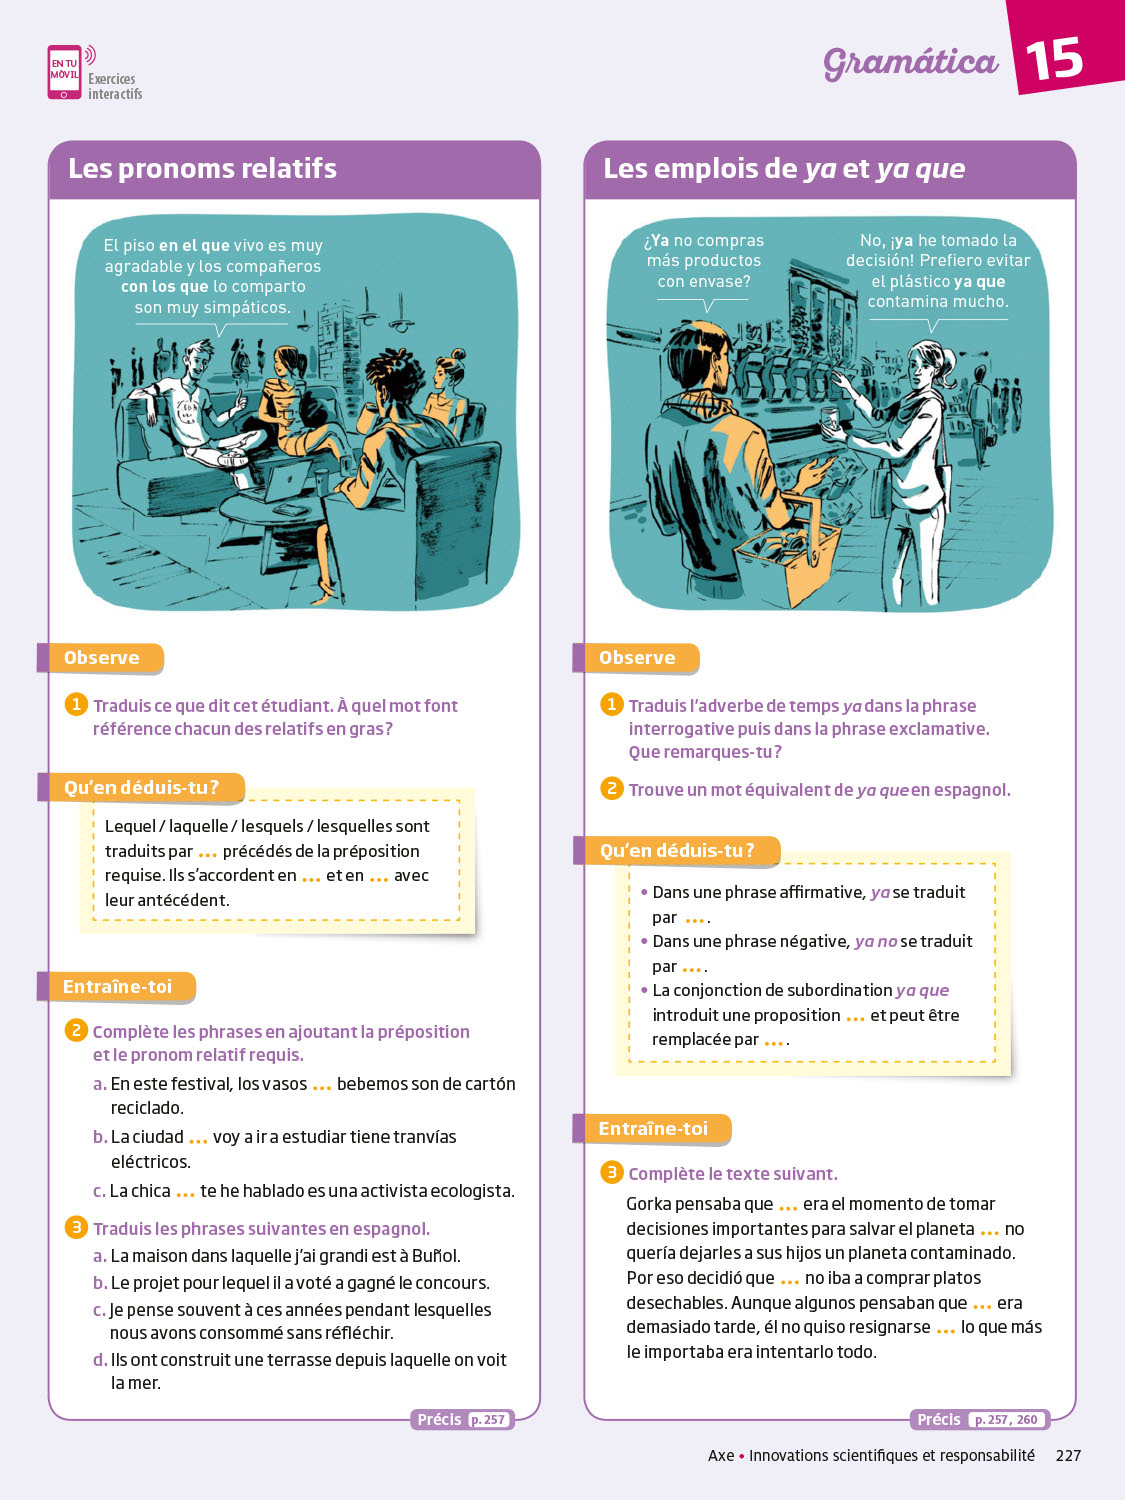 EN TU
MÓVIL
Exercices
interactifs
Gramática
15
Les pronoms relatifs
El piso en el que vivo es muy
agradable y los compañeros
con los que lo comparto
son muy simpáticos.
Observe
1 Traduis ce que dit cet étudiant. À quel mot font
référence chacun des relatifs en gras ?
Qu'en déduis-tu ?
Lequel / laquelle / lesquels / lesquelles sont
traduits par ... précédés de la préposition
requise. Ils s'accordent en ... et en ... avec
leur antécédent.
Entraîne-toi
2 Complète les phrases en ajoutant la préposition
et le pronom relatif requis.
a. En este festival, los vasos ... bebemos son de cartón
reciclado.
b. La ciudad ... voy a ir a estudiar tiene tranvías
eléctricos.
c. La chica ... te he hablado es una activista ecologista.
3 Traduis les phrases suivantes en espagnol.
a. La maison dans laquelle j'ai grandi est à Buñol.
b. Le projet pour lequel il a voté a gagné le concours.
c. Je pense souvent à ces années pendant lesquelles
nous avons consommé sans réfléchir.
d. Ils ont construit une terrasse depuis laquelle on voit
la mer.
Précis p. 257
Les emplois de ya et ya que
¿Ya no compras
más productos
con envase?
No, ¡ya he tomado la
decisión! Prefiero evitar
el plástico ya que
contamina mucho.
Observe
1 Traduis l'adverbe de temps ya dans la phrase
interrogative puis dans la phrase exclamative.
Que remarques-tu ?
2 Trouve un mot équivalent de ya que en espagnol.
Qu'en déduis-tu ?
• Dans une phrase affirmative, ya se traduit
par ... .
• Dans une phrase négative, ya no se traduit
par ... .
• La conjonction de subordination ya que
introduit une proposition ... et peut être
remplacée par ... .
Entraîne-toi
3 Complète le texte suivant.
Gorka pensaba que ... era el momento de tomar
decisiones importantes para salvar el planeta ... no
quería dejarles a sus hijos un planeta contaminado.
Por eso decidió que ... no iba a comprar platos
desechables. Aunque algunos pensaban que ... era
demasiado tarde, él no quiso resignarse ... lo que más
le importaba era intentarlo todo.
Précis p. 257, 260
Axe • Innovations scientifiques et responsabilité 227